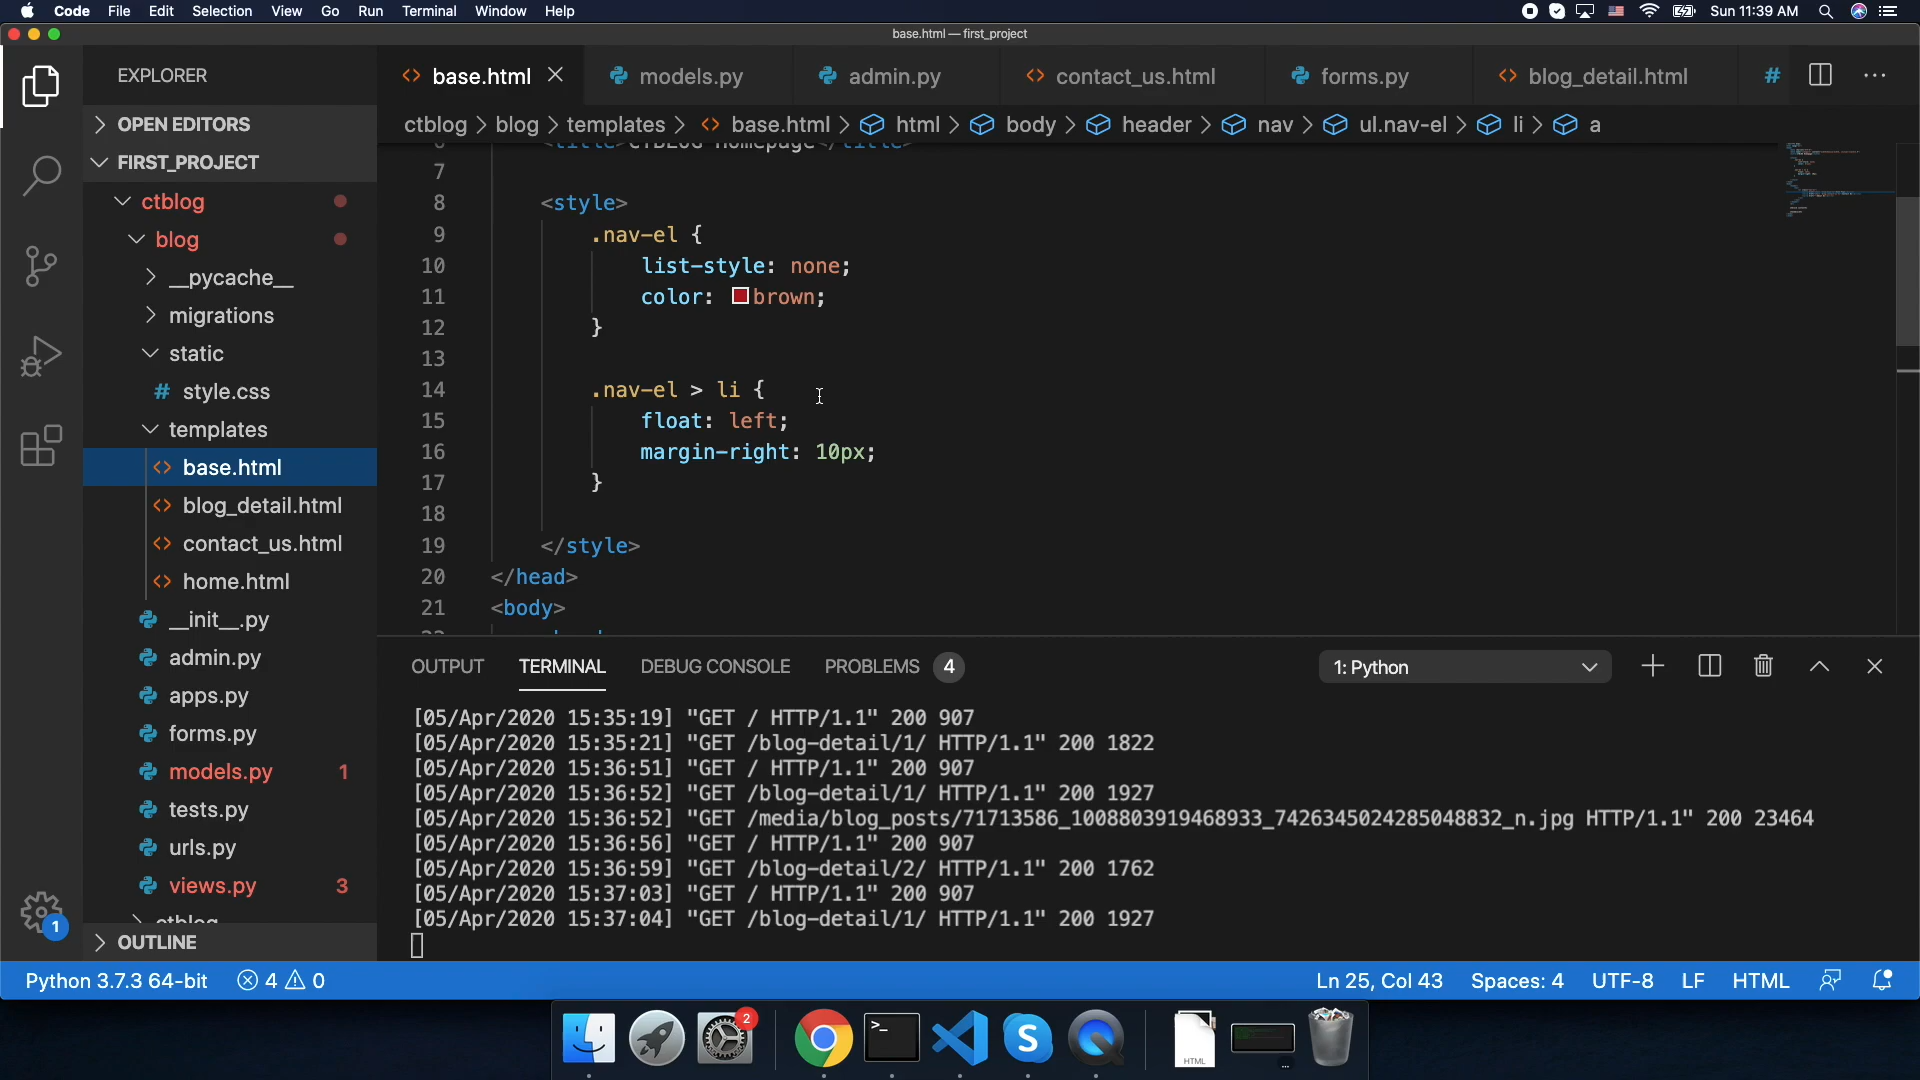 Code File Edit Selection View Go Run Terminal Window Help Sun 11:39 AM
base.html — first_project
EXPLORER
base.html models.py admin.py contact_us.html forms.py blog_detail.html #
OPEN EDITORS
ctblog > blog > templates > base.html > html > body > header > nav > ul.nav-el > li > a
FIRST_PROJECT
ctblog
blog
__pycache__
migrations
static
# style.css
templates
base.html
blog_detail.html
contact_us.html
home.html
__init__.py
admin.py
apps.py
forms.py
models.py 1
tests.py
urls.py
views.py 3
ctblog
OUTLINE
7
8 <style>
9 .nav-el {
10 list-style: none;
11 color: brown;
12 }
13
14 .nav-el > li {
15 float: left;
16 margin-right: 10px;
17 }
18
19 </style>
20 </head>
21 <body>
OUTPUT TERMINAL DEBUG CONSOLE PROBLEMS 4 1: Python
[05/Apr/2020 15:35:19] "GET / HTTP/1.1" 200 907
[05/Apr/2020 15:35:21] "GET /blog-detail/1/ HTTP/1.1" 200 1822
[05/Apr/2020 15:36:51] "GET / HTTP/1.1" 200 907
[05/Apr/2020 15:36:52] "GET /blog-detail/1/ HTTP/1.1" 200 1927
[05/Apr/2020 15:36:52] "GET /media/blog_posts/71713586_1008803919468933_7426345024285048832_n.jpg HTTP/1.1" 200 23464
[05/Apr/2020 15:36:56] "GET / HTTP/1.1" 200 907
[05/Apr/2020 15:36:59] "GET /blog-detail/2/ HTTP/1.1" 200 1762
[05/Apr/2020 15:37:03] "GET / HTTP/1.1" 200 907
[05/Apr/2020 15:37:04] "GET /blog-detail/1/ HTTP/1.1" 200 1927
1
Python 3.7.3 64-bit 4 0 Ln 25, Col 43 Spaces: 4 UTF-8 LF HTML
2
HTML